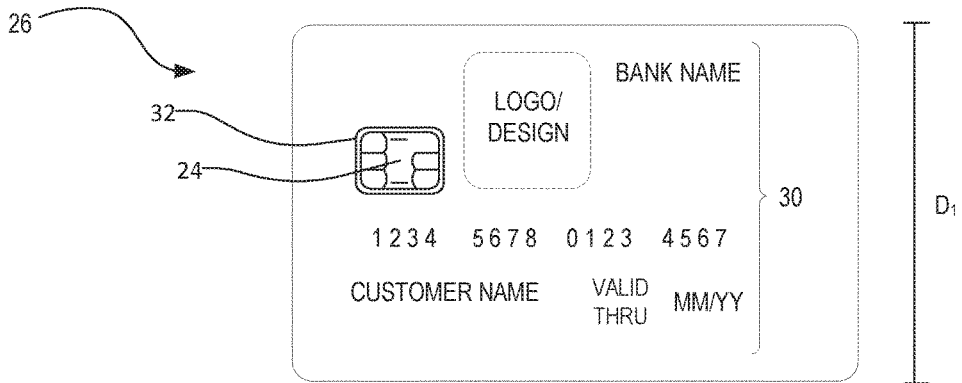 26
BANK NAME
LOGO/
DESIGN
32
24
30
D₁
1234 5678 0123 4567
CUSTOMER NAME
VALID
THRU
MM/YY